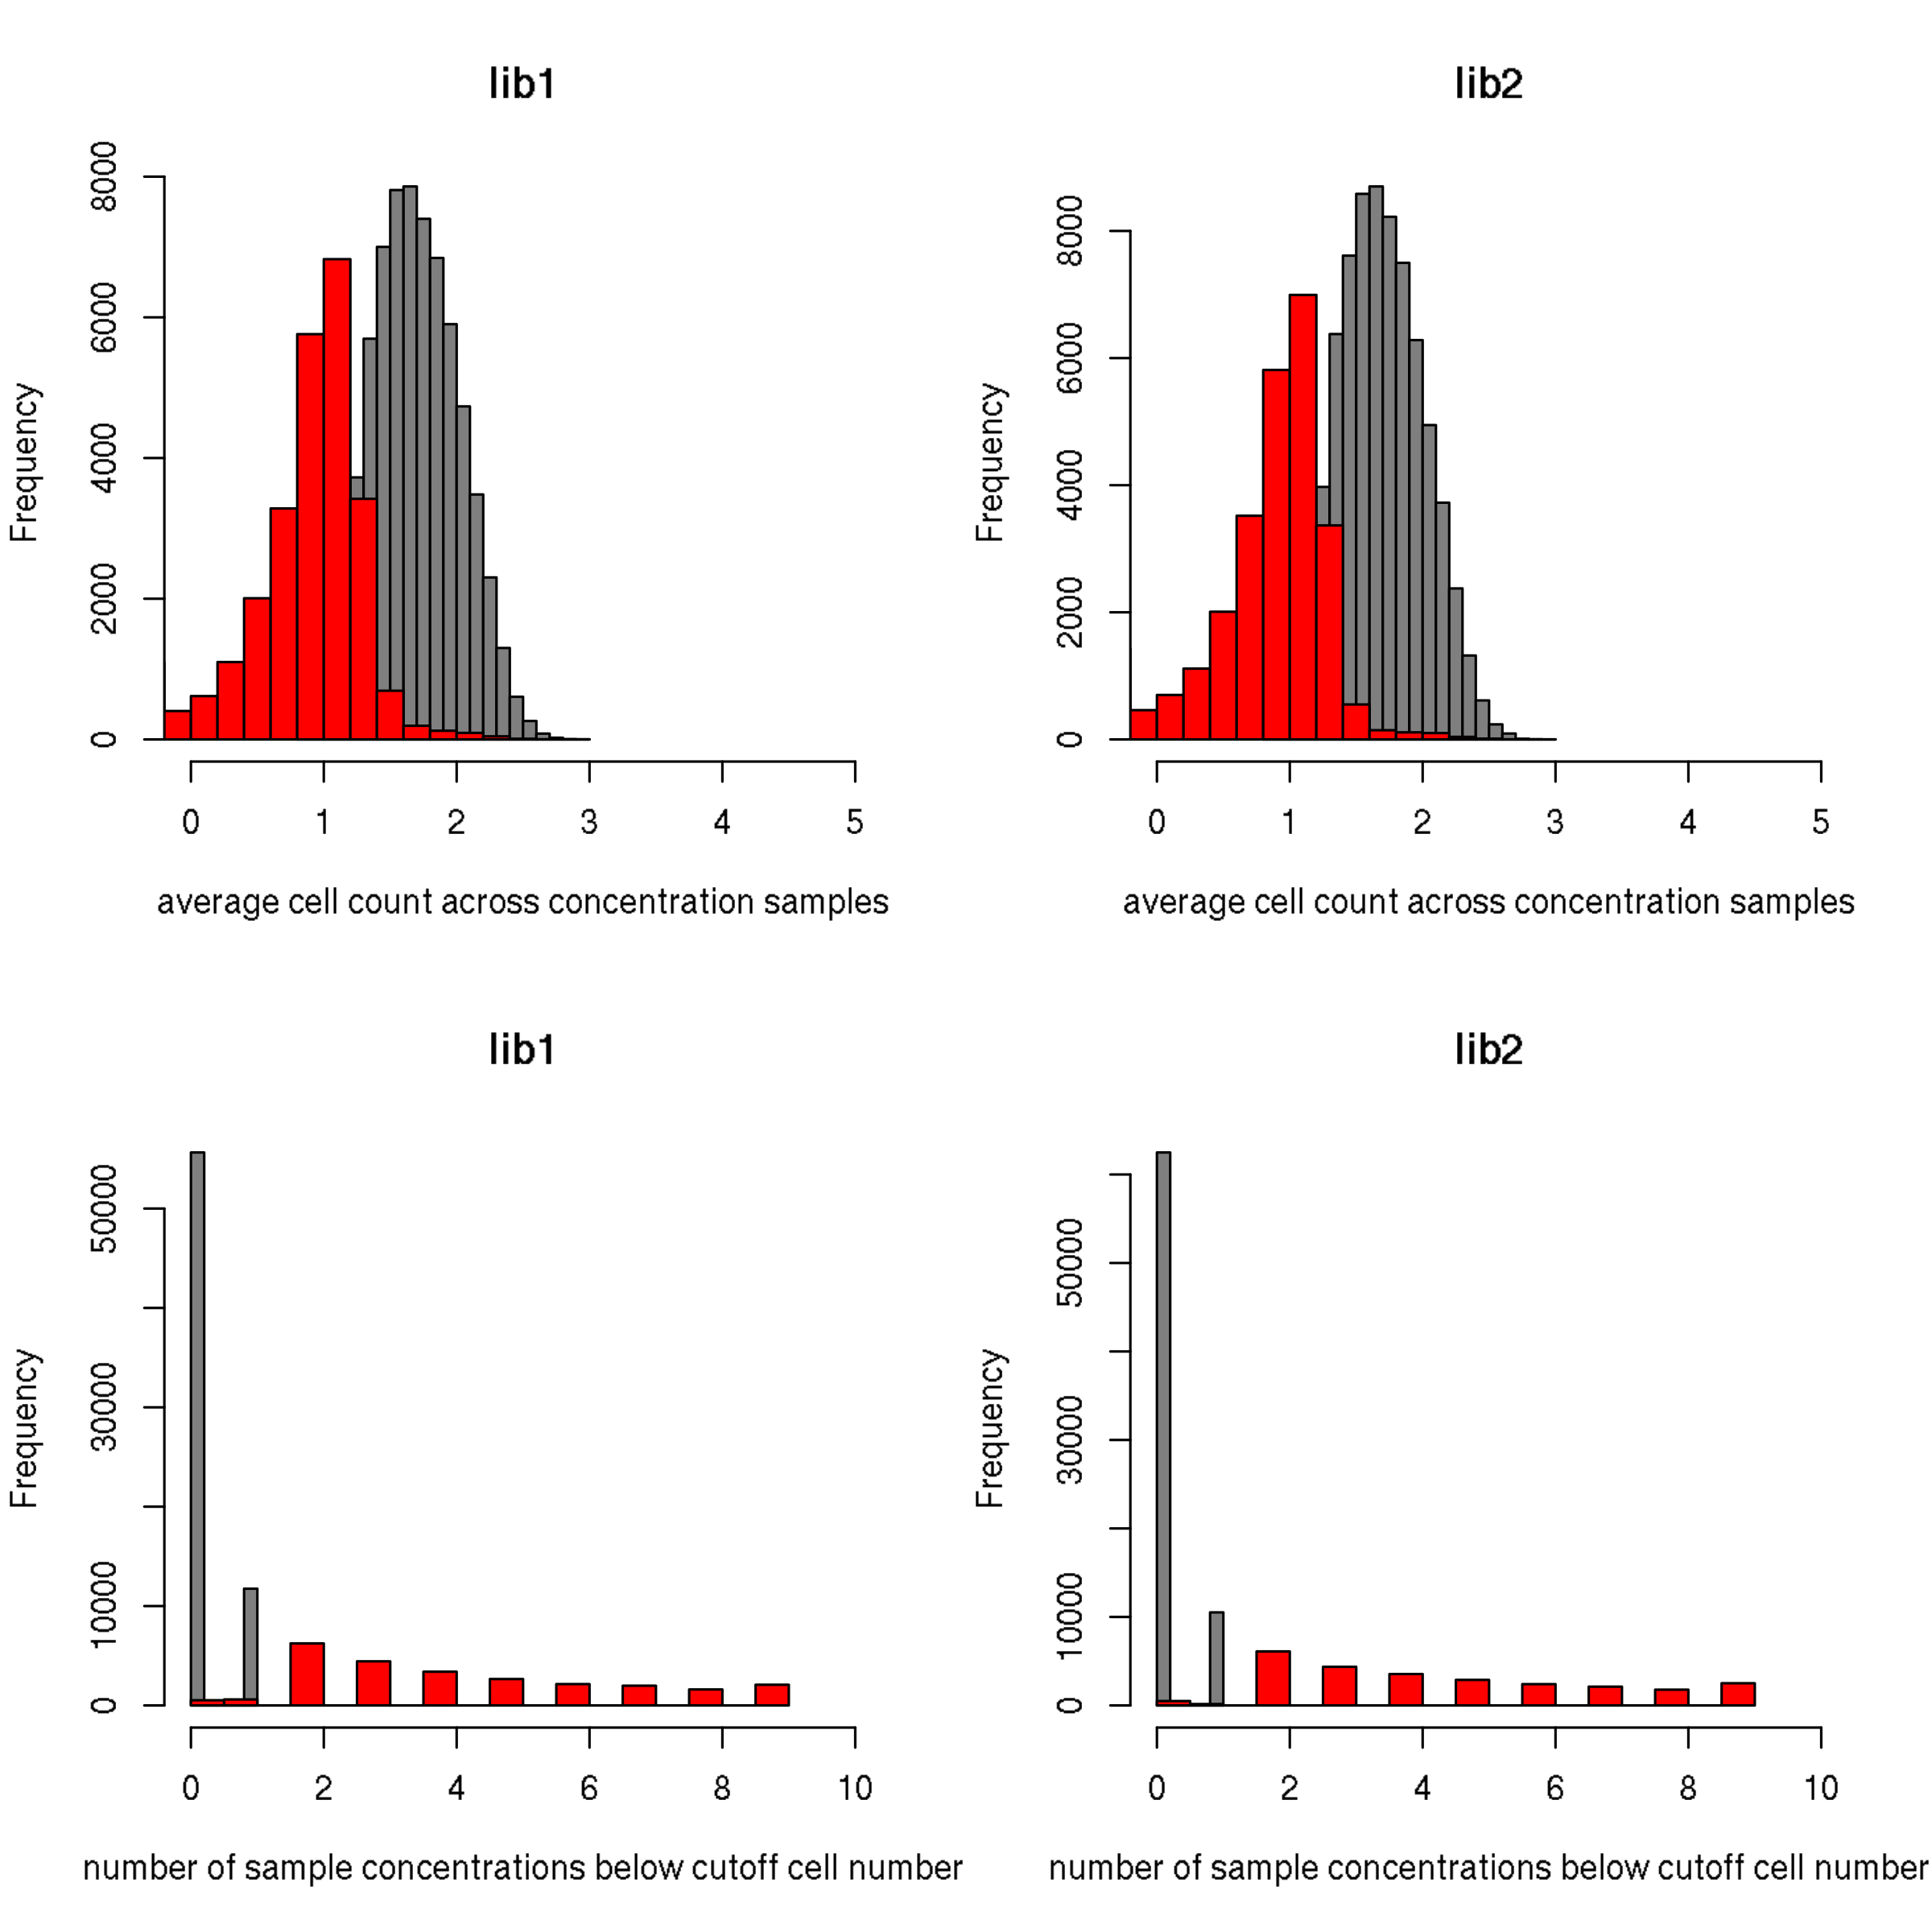 lib1
Frequency
8000
6000
4000
2000
0
0 1 2 3 4 5
average cell count across concentration samples
lib2
Frequency
8000
6000
4000
2000
0
0 1 2 3 4 5
average cell count across concentration samples
lib1
Frequency
50000
30000
10000
0
0 2 4 6 8 10
number of sample concentrations below cutoff cell number
lib2
Frequency
50000
30000
10000
0
0 2 4 6 8 10
number of sample concentrations below cutoff cell number